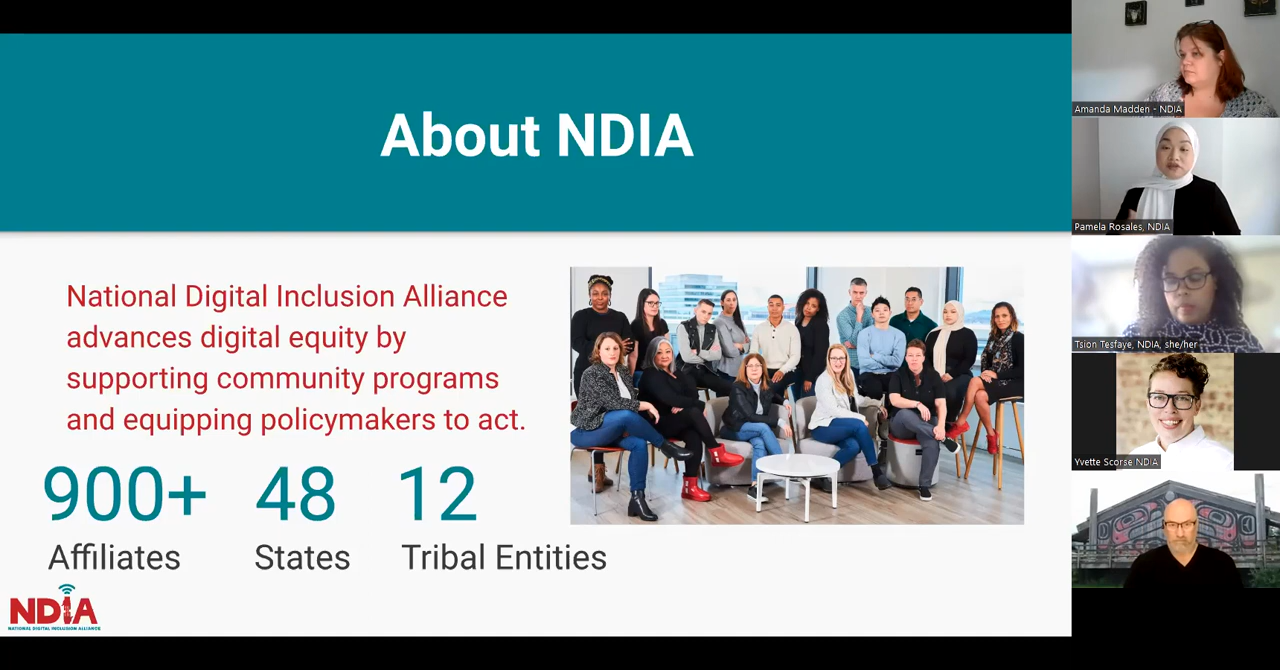 About NDIA
National Digital Inclusion Alliance
advances digital equity by
supporting community programs
and equipping policymakers to act.
900+ 48 12
Affiliates States Tribal Entities
NDIA
NATIONAL DIGITAL INCLUSION ALLIANCE
Amanda Madden - NDIA
Pamela Rosales, NDIA
Tsion Tesfaye, NDIA, she/her
Yvette Scorse NDIA